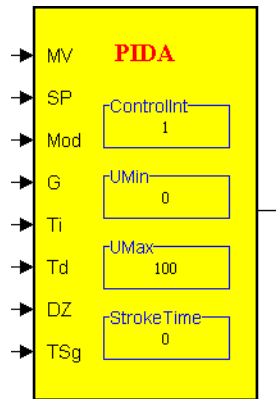 MV PIDA
SP
ControlInt
1
Mod
G
UMin
0
Ti
UMax
Td
100
DZ
StrokeTime
0
TSg